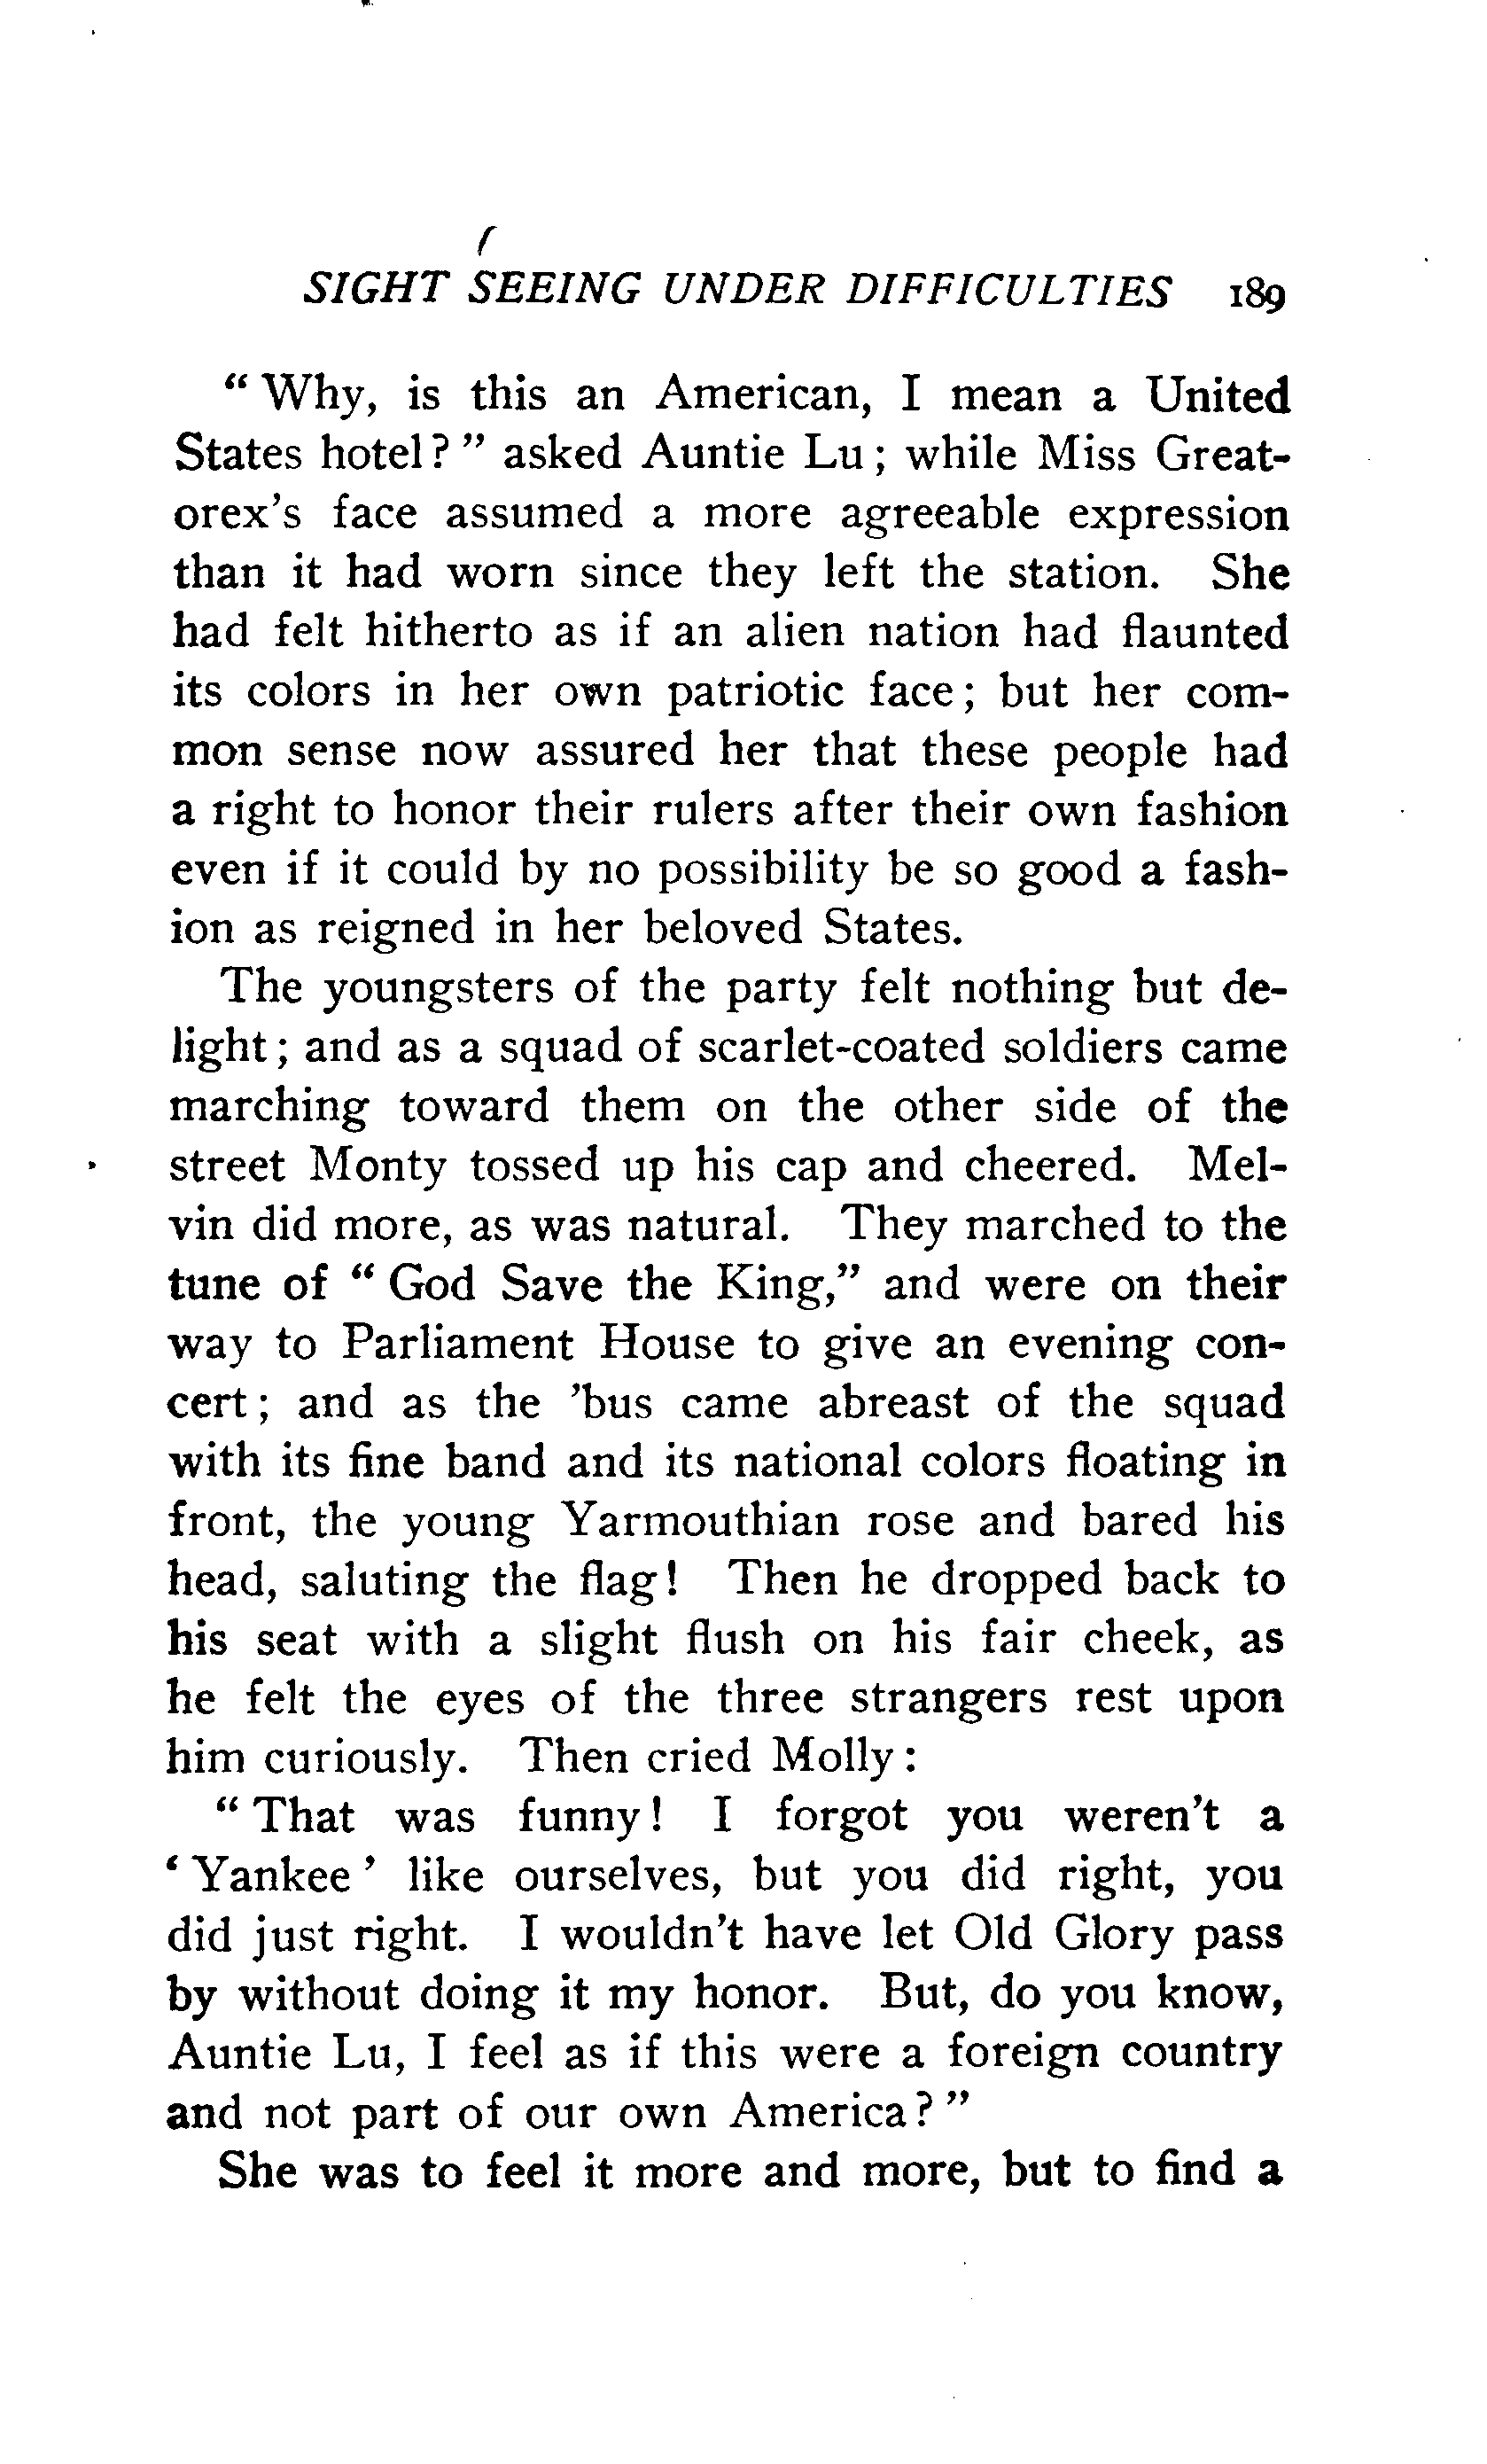 SIGHT SEEING UNDER DIFFICULTIES 189
" Why, is this an American, I mean a United
States hotel? " asked Auntie Lu; while Miss Great-
orex's face assumed a more agreeable expression
than it had worn since they left the station. She
had felt hitherto as if an alien nation had flaunted
its colors in her own patriotic face; but her com-
mon sense now assured her that these people had
a right to honor their rulers after their own fashion
even if it could by no possibility be so good a fash-
ion as reigned in her beloved States.
The youngsters of the party felt nothing but de-
light; and as a squad of scarlet-coated soldiers came
marching toward them on the other side of the
street Monty tossed up his cap and cheered. Mel-
vin did more, as was natural. They marched to the
tune of " God Save the King," and were on their
way to Parliament House to give an evening con-
cert; and as the 'bus came abreast of the squad
with its fine band and its national colors floating in
front, the young Yarmouthian rose and bared his
head, saluting the flag! Then he dropped back to
his seat with a slight flush on his fair cheek, as
he felt the eyes of the three strangers rest upon
him curiously. Then cried Molly:
" That was funny! I forgot you weren't a
' Yankee ' like ourselves, but you did right, you
did just right. I wouldn't have let Old Glory pass
by without doing it my honor. But, do you know,
Auntie Lu, I feel as if this were a foreign country
and not part of our own America? "
She was to feel it more and more, but to find a